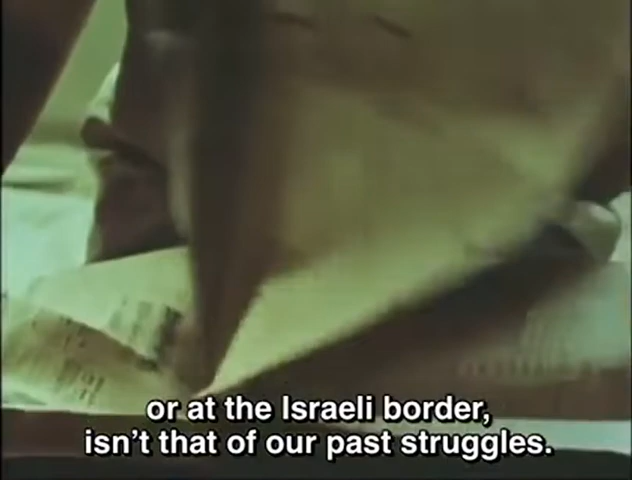 or at the Israeli border,
isn't that of our past struggles.